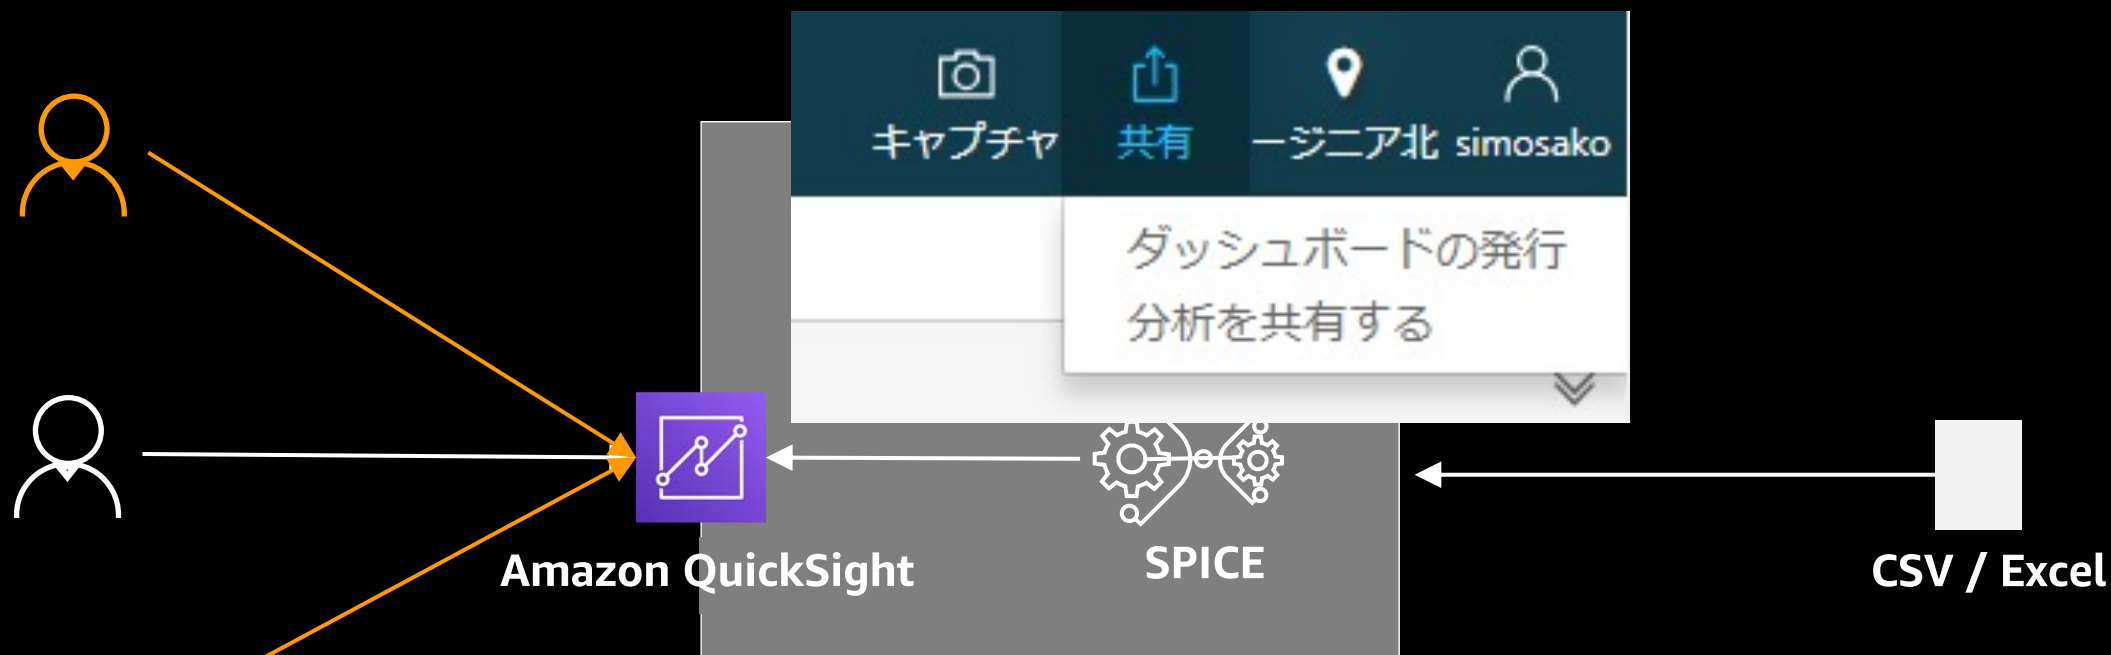 キャプチャ
共有
ージニア北
simosako
ダッシュボードの発行
分析を共有する
Amazon QuickSight
SPICE
CSV / Excel